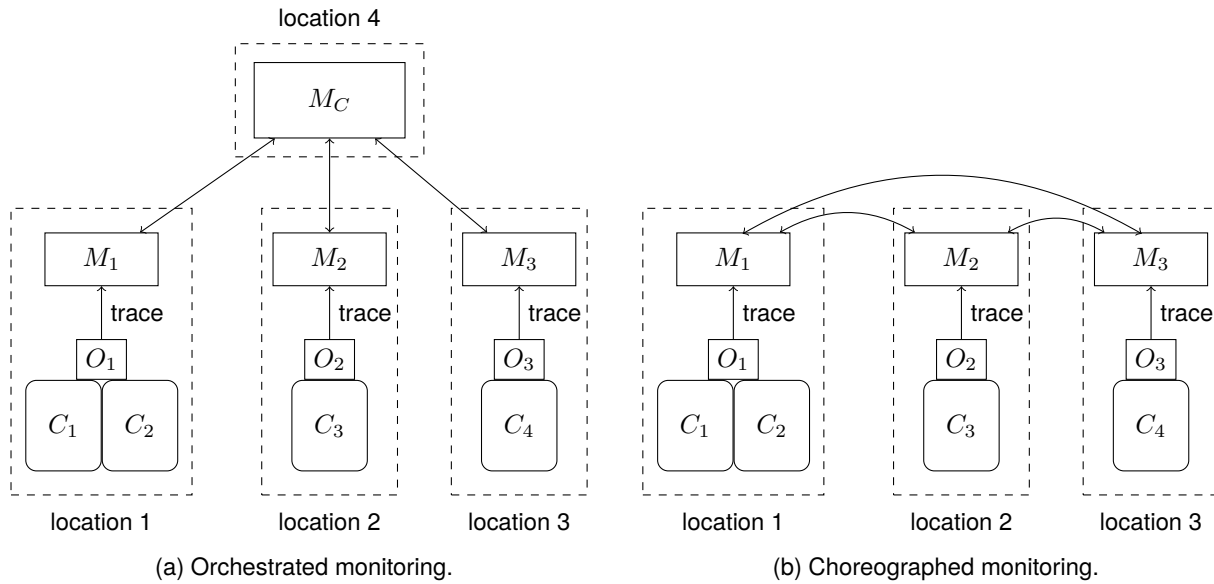 location 4
M_C
M_1 M_2 M_3 M_1 M_2 M_3
trace trace trace trace trace trace
O_1 O_2 O_3 O_1 O_2 O_3
C_1 C_2 C_3 C_4 C_1 C_2 C_3 C_4
location 1 location 2 location 3 location 1 location 2 location 3
(a) Orchestrated monitoring. (b) Choreographed monitoring.